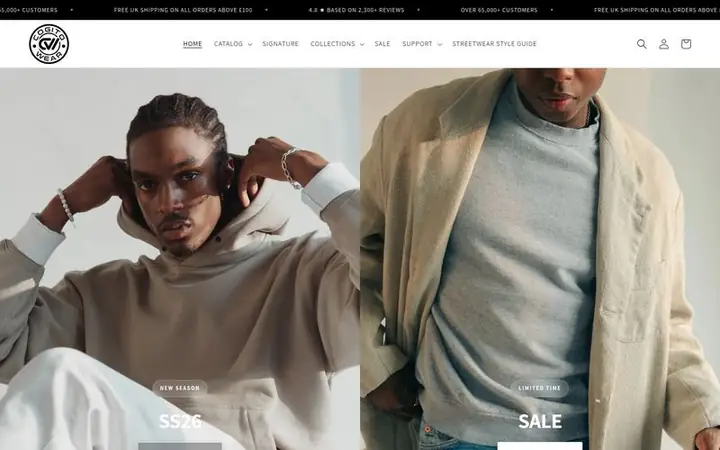 5,000+ CUSTOMERS • FREE UK SHIPPING ON ALL ORDERS ABOVE £100 • 4.8 ★ BASED ON 2,300+ REVIEWS • OVER 65,000+ CUSTOMERS • FREE UK SHIPPING ON ALL ORDERS ABOVE
COGITO
WEAR
HOME CATALOG SIGNATURE COLLECTIONS SALE SUPPORT STREETWEAR STYLE GUIDE
NEW SEASON
SS26
LIMITED TIME
SALE